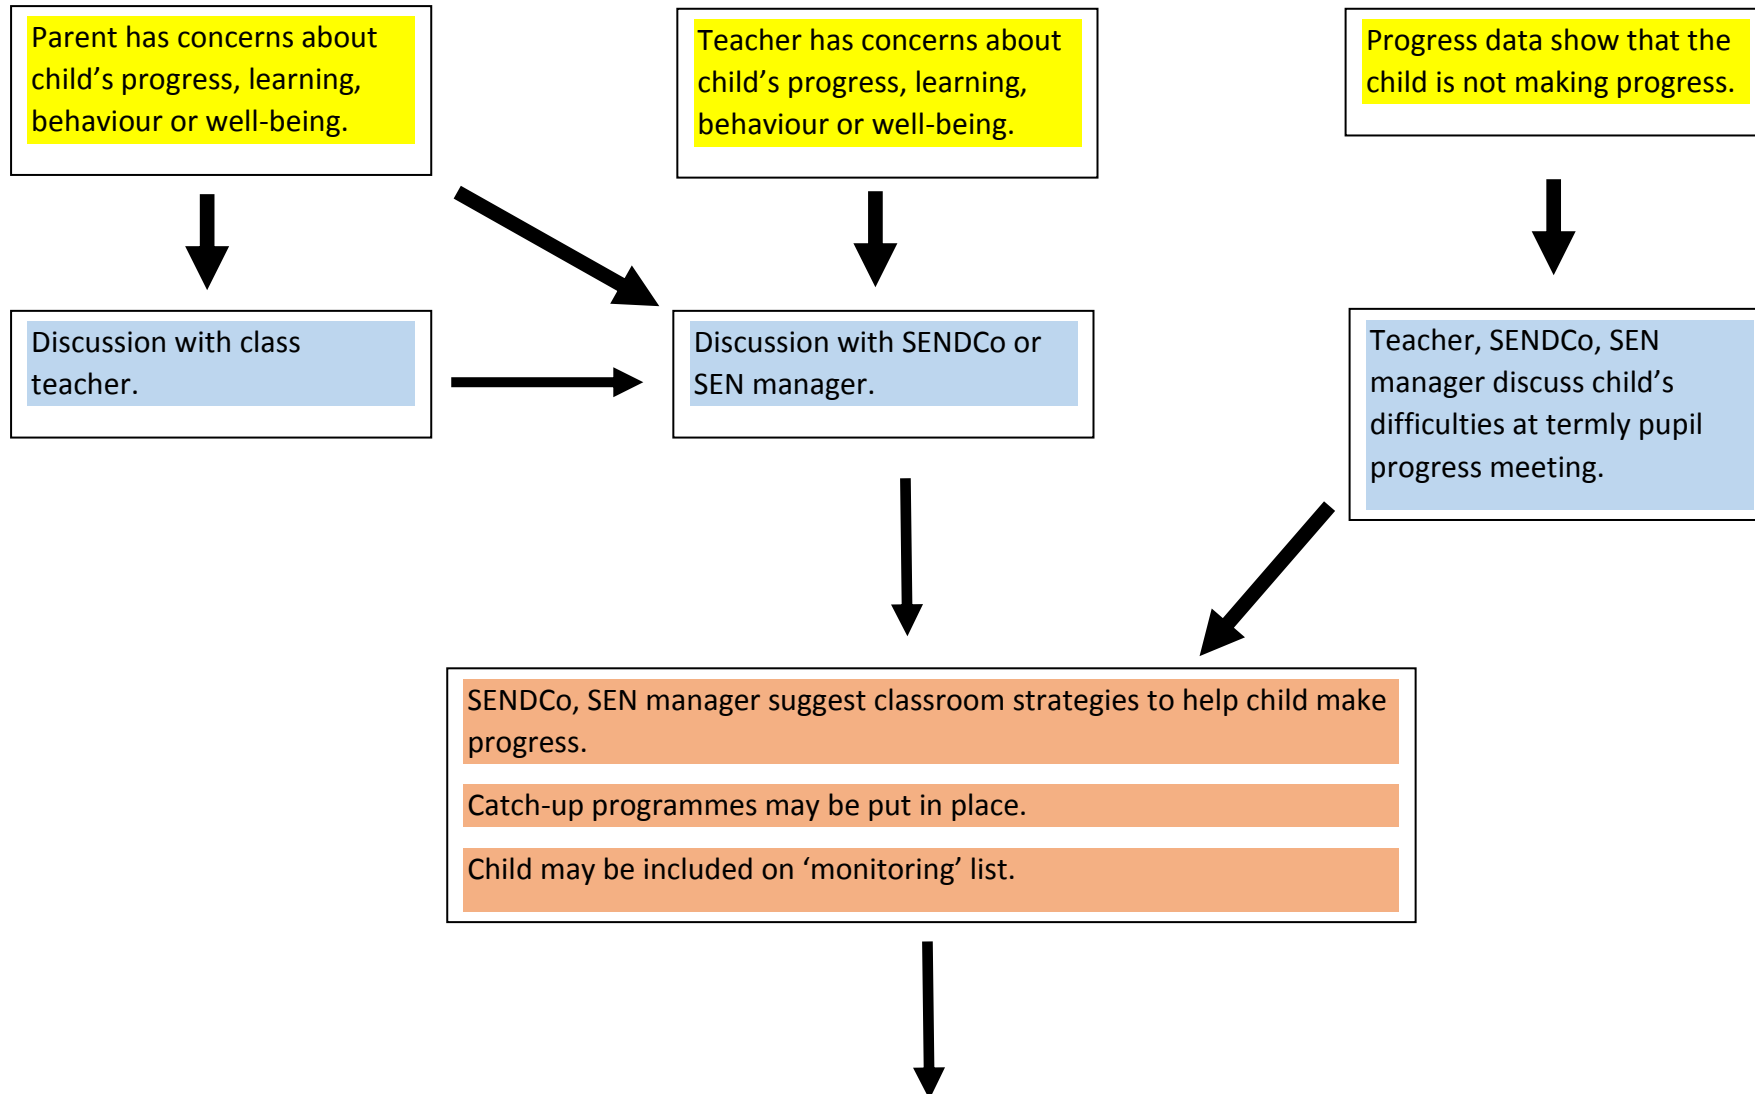 Parent has concerns about
child’s progress, learning,
behaviour or well-being.
Teacher has concerns about
child’s progress, learning,
behaviour or well-being.
Progress data show that the
child is not making progress.
Discussion with class
teacher.
Discussion with SENDCo or
SEN manager.
Teacher, SENDCo, SEN
manager discuss child’s
difficulties at termly pupil
progress meeting.
SENDCo, SEN manager suggest classroom strategies to help child make
progress.
Catch-up programmes may be put in place.
Child may be included on ‘monitoring’ list.